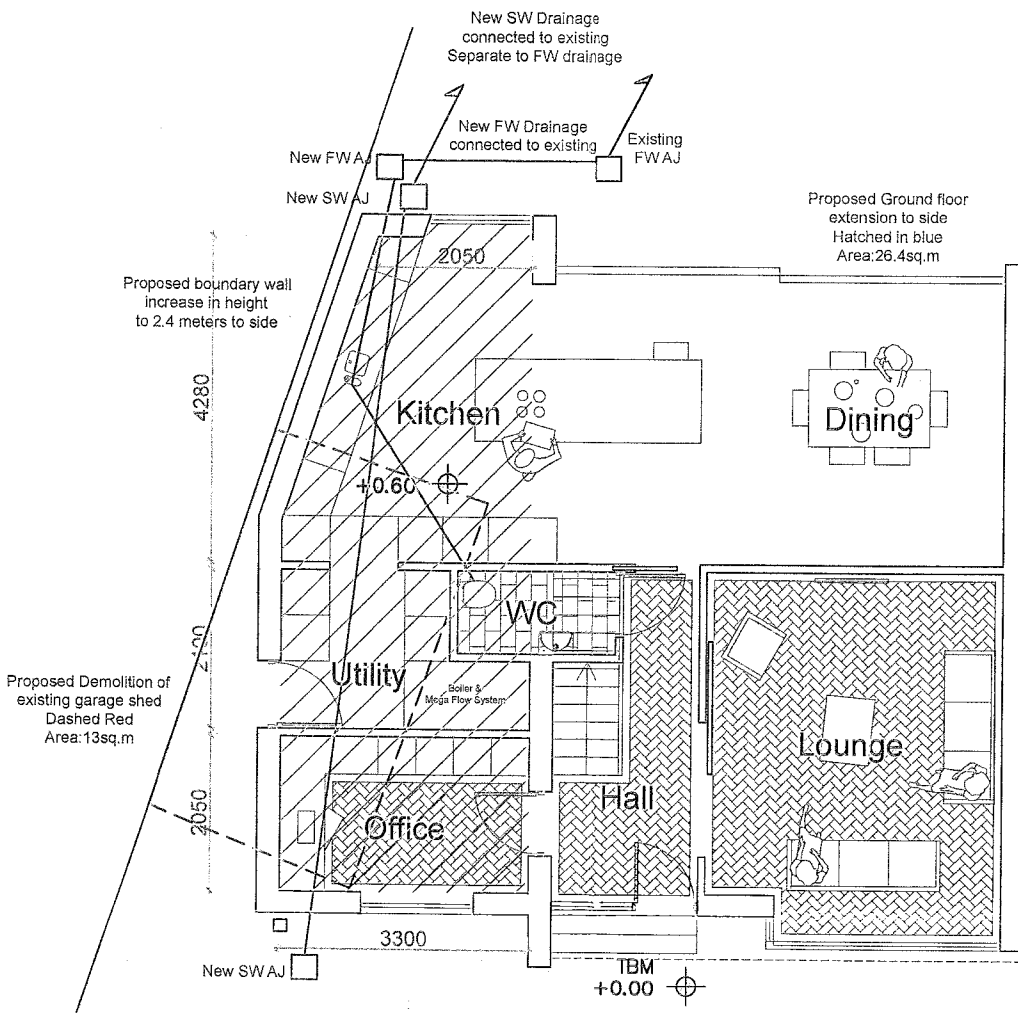 New SW Drainage
connected to existing
Separate to FW drainage
New FW Drainage
connected to existing
Existing
FW AJ
New FW AJ
New SW AJ
Proposed Ground floor
extension to side
Hatched in blue
Area:26.4sq.m
2050
Proposed boundary wall
increase in height
to 2.4 meters to side
4280
Kitchen
Dining
+0.60
WC
2100
Utility
Boiler &
Mega Flow System
Proposed Demolition of
existing garage shed
Dashed Red
Area:13sq.m
Lounge
Hall
2050
Office
3300
New SW AJ
TBM
+0.00